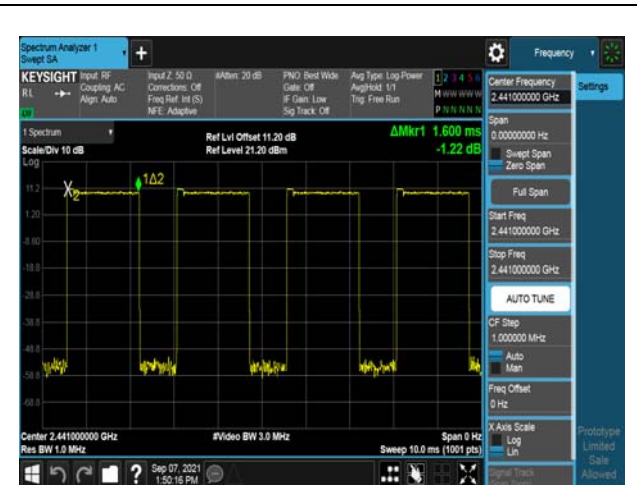 Spectrum Analyzer 1
Swept SA
+
Frequency
KEYSIGHT
RL
Input: RF
Coupling: AC
Align: Auto
Input Z: 50 Ω
Corrections: Off
Freq Ref: Int (S)
NFE: Adaptive
#Atten: 20 dB
PNO: Best Wide
Gate: Off
IF Gain: Low
Sig Track: Off
Avg Type: Log-Power
Avg|Hold: 1/1
Trig: Free Run
1 2 3 4 5 6
M W W W W W
P N N N N N
Center Frequency
2.441000000 GHz
Settings
1 Spectrum
Scale/Div 10 dB
Log
Ref Lvl Offset 11.20 dB
Ref Level 21.20 dBm
ΔMkr1 1.600 ms
-1.22 dB
Span
0.00000000 Hz
Swept Span
Zero Span
Full Span
Start Freq
2.441000000 GHz
Stop Freq
2.441000000 GHz
AUTO TUNE
CF Step
1.000000 MHz
Auto
Man
Freq Offset
0 Hz
X Axis Scale
Log
Lin
Signal Track
11.2
1.20
-8.80
-18.8
-28.8
-38.8
-48.8
-58.8
-68.8
X2
1Δ2
Center 2.441000000 GHz
Res BW 1.0 MHz
#Video BW 3.0 MHz
Span 0 Hz
Sweep 10.0 ms (1001 pts)
Prototype
Limited
Sale
Allowed
?
Sep 07, 2021
1:50:16 PM